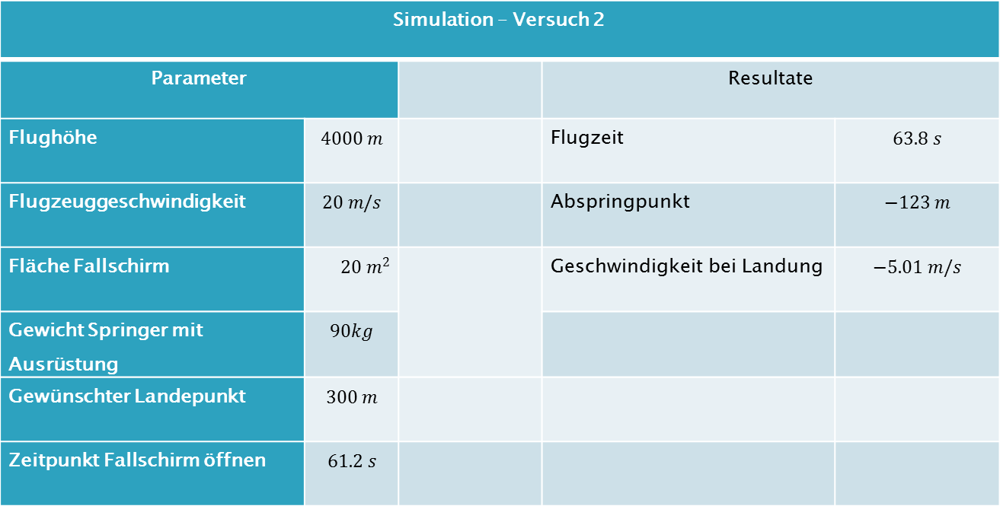 Simulation – Versuch 2
Parameter
Resultate
Flughöhe
4000 m
Flugzeit
63.8 s
Flugzeuggeschwindigkeit
20 m/s
Abspringpunkt
−123 m
Fläche Fallschirm
20 m²
Geschwindigkeit bei Landung
−5.01 m/s
Gewicht Springer mit
Ausrüstung
90kg
Gewünschter Landepunkt
300 m
Zeitpunkt Fallschirm öffnen
61.2 s